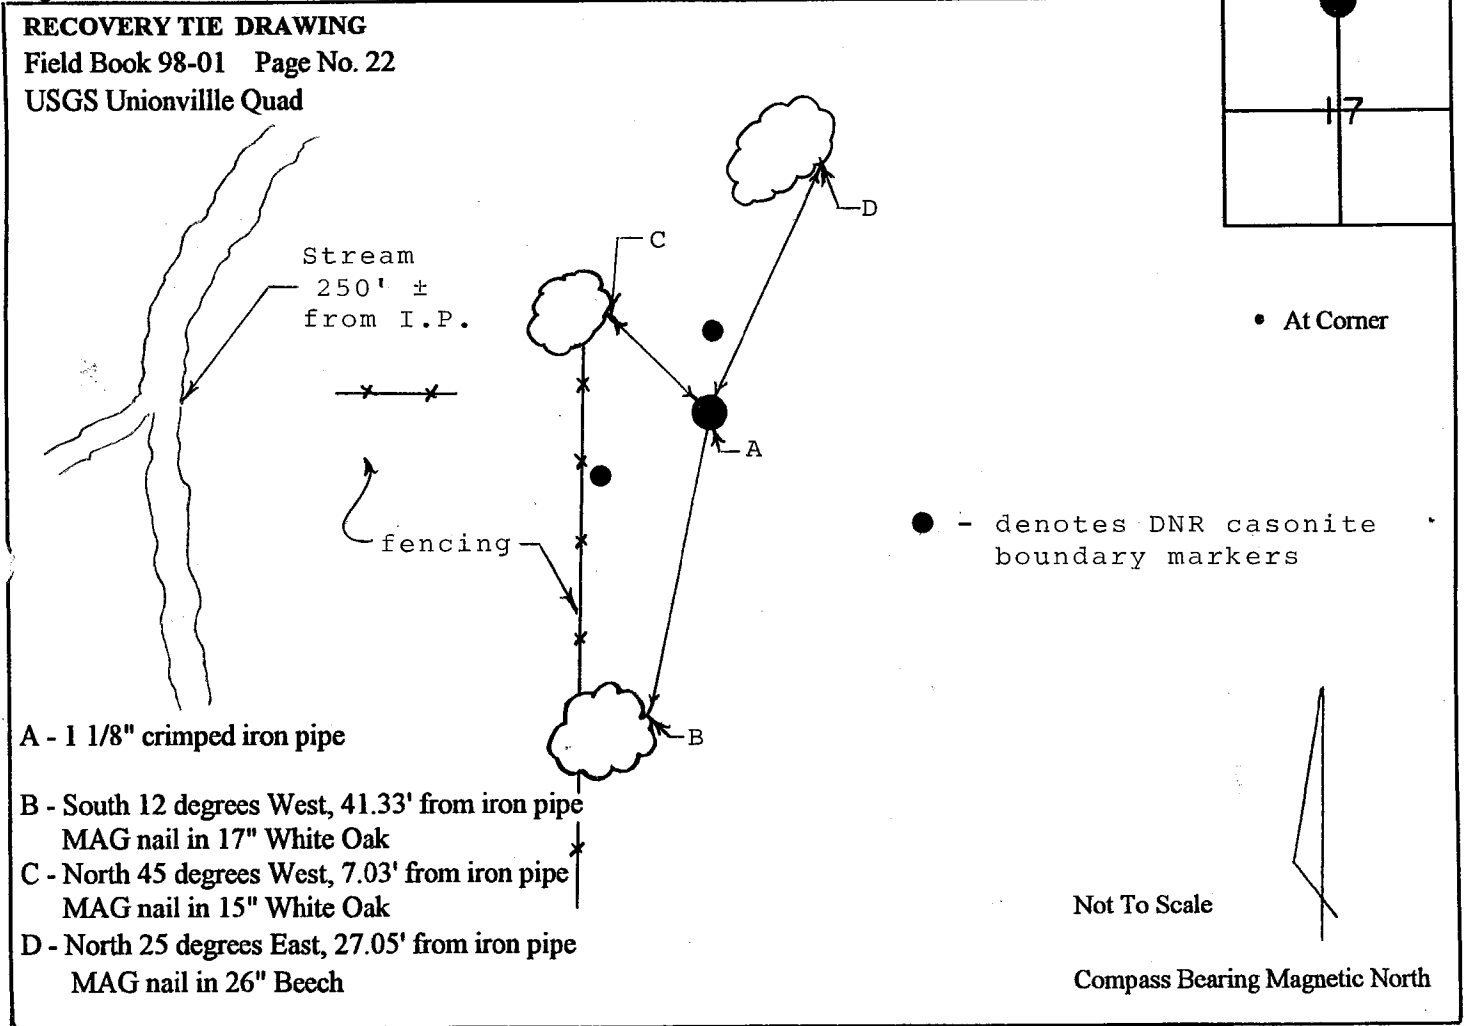 RECOVERY TIE DRAWING
Field Book 98-01 Page No. 22
USGS Unionvillle Quad
17
D
C
Stream
250' ±
from I.P.
• At Corner
A
fencing
● - denotes DNR casonite
boundary markers
B
A - 1 1/8" crimped iron pipe
B - South 12 degrees West, 41.33' from iron pipe
MAG nail in 17" White Oak
C - North 45 degrees West, 7.03' from iron pipe
MAG nail in 15" White Oak
D - North 25 degrees East, 27.05' from iron pipe
MAG nail in 26" Beech
Not To Scale
Compass Bearing Magnetic North